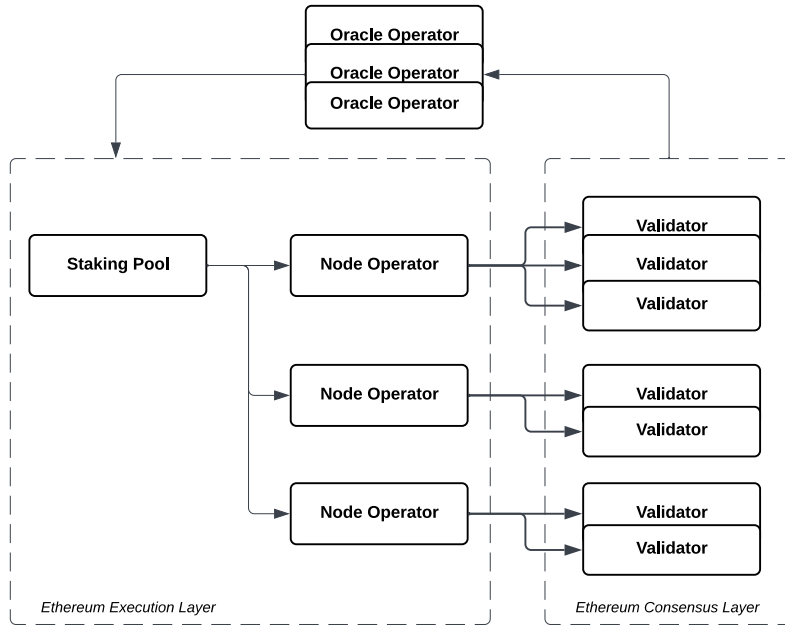 Oracle Operator
Oracle Operator
Oracle Operator
Validator
Staking Pool
Node Operator
Validator
Validator
Node Operator
Validator
Validator
Node Operator
Validator
Validator
Ethereum Execution Layer
Ethereum Consensus Layer